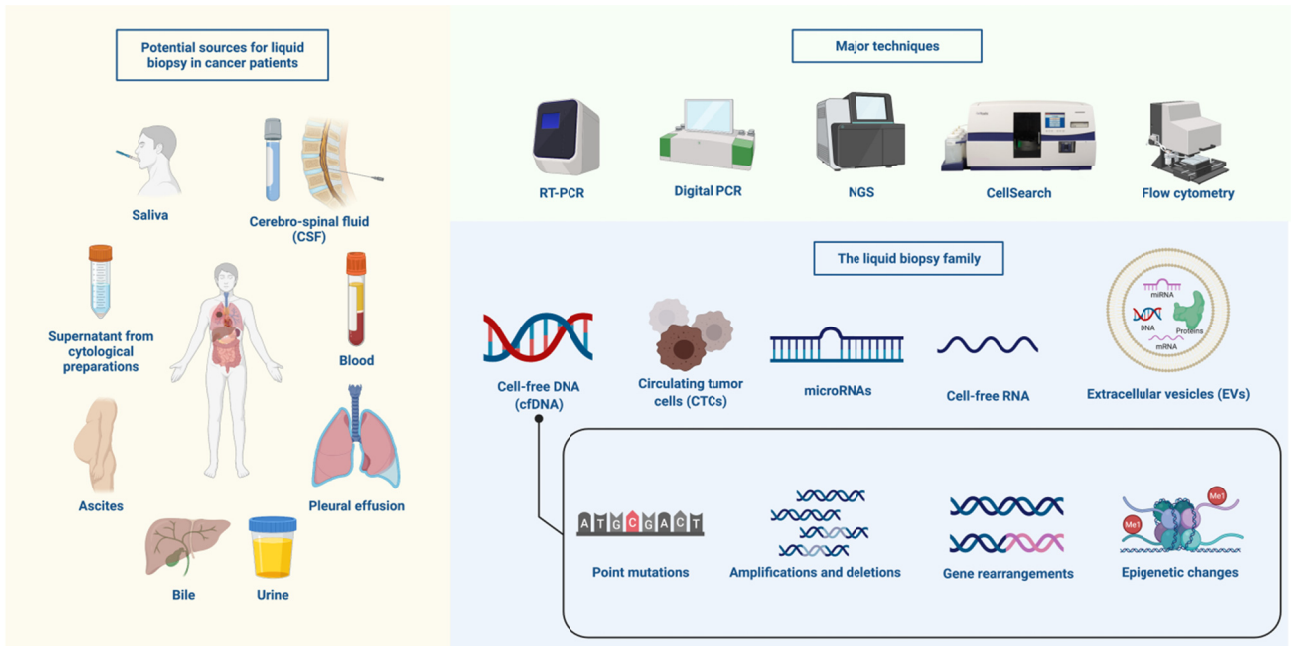 Potential sources for liquid
biopsy in cancer patients
Saliva
Cerebro-spinal fluid
(CSF)
Supernatant from
cytological
preparations
Blood
Ascites
Pleural effusion
Bile
Urine
Major techniques
RT-PCR
Digital PCR
NGS
CellSearch
Flow cytometry
The liquid biopsy family
Cell-free DNA
(cfDNA)
Circulating tumor
cells (CTCs)
microRNAs
Cell-free RNA
miRNA
Proteins
mRNA
Extracellular vesicles (EVs)
ATGCGACT
Point mutations
Amplifications and deletions
Gene rearrangements
Me1
Me1
Epigenetic changes